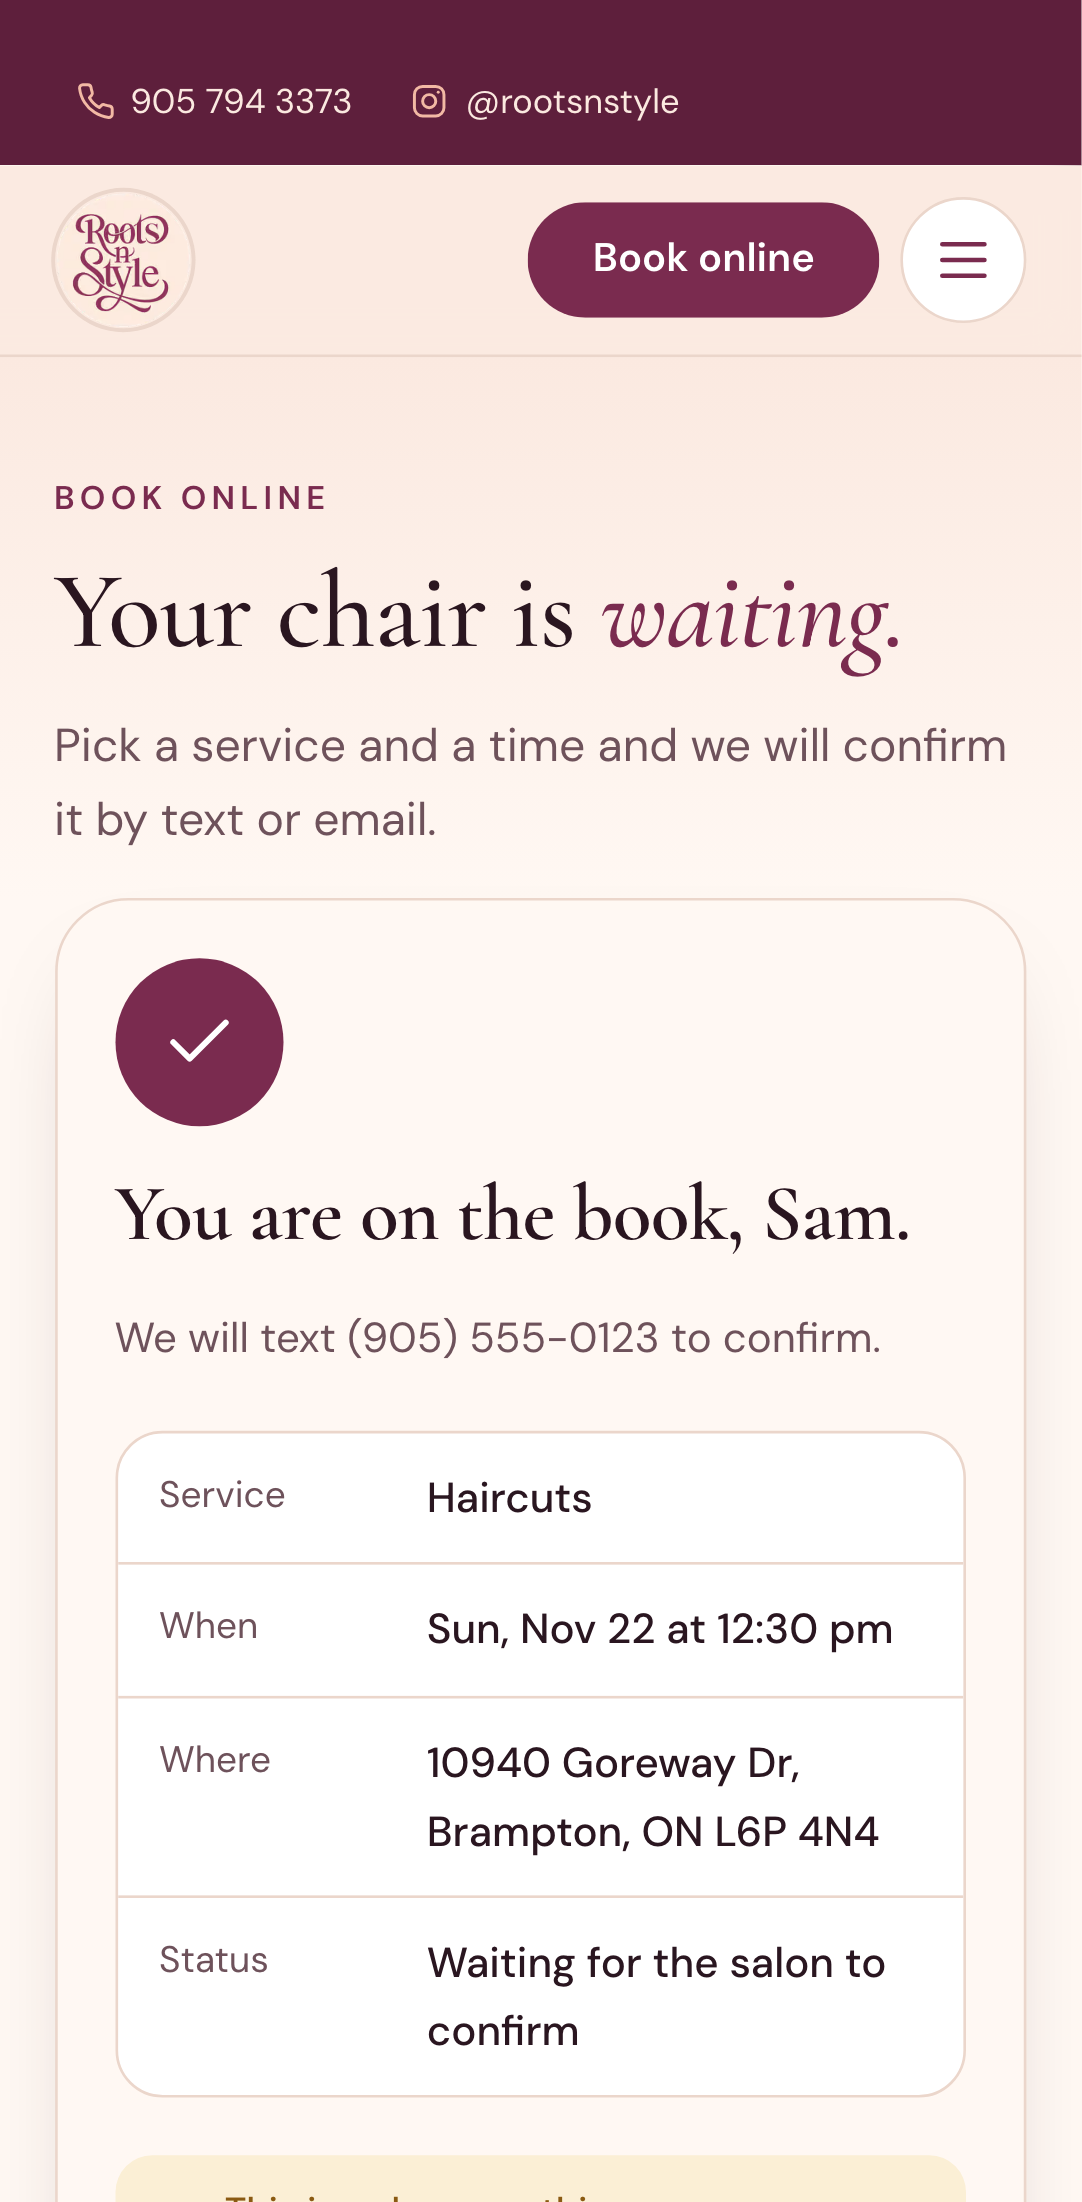 905 794 3373 @rootsnstyle
Roots
n
Style
Book online
BOOK ONLINE
Your chair is waiting.
Pick a service and a time and we will confirm
it by text or email.
You are on the book, Sam.
We will text (905) 555-0123 to confirm.
Service Haircuts
When Sun, Nov 22 at 12:30 pm
Where 10940 Goreway Dr,
Brampton, ON L6P 4N4
Status Waiting for the salon to
confirm